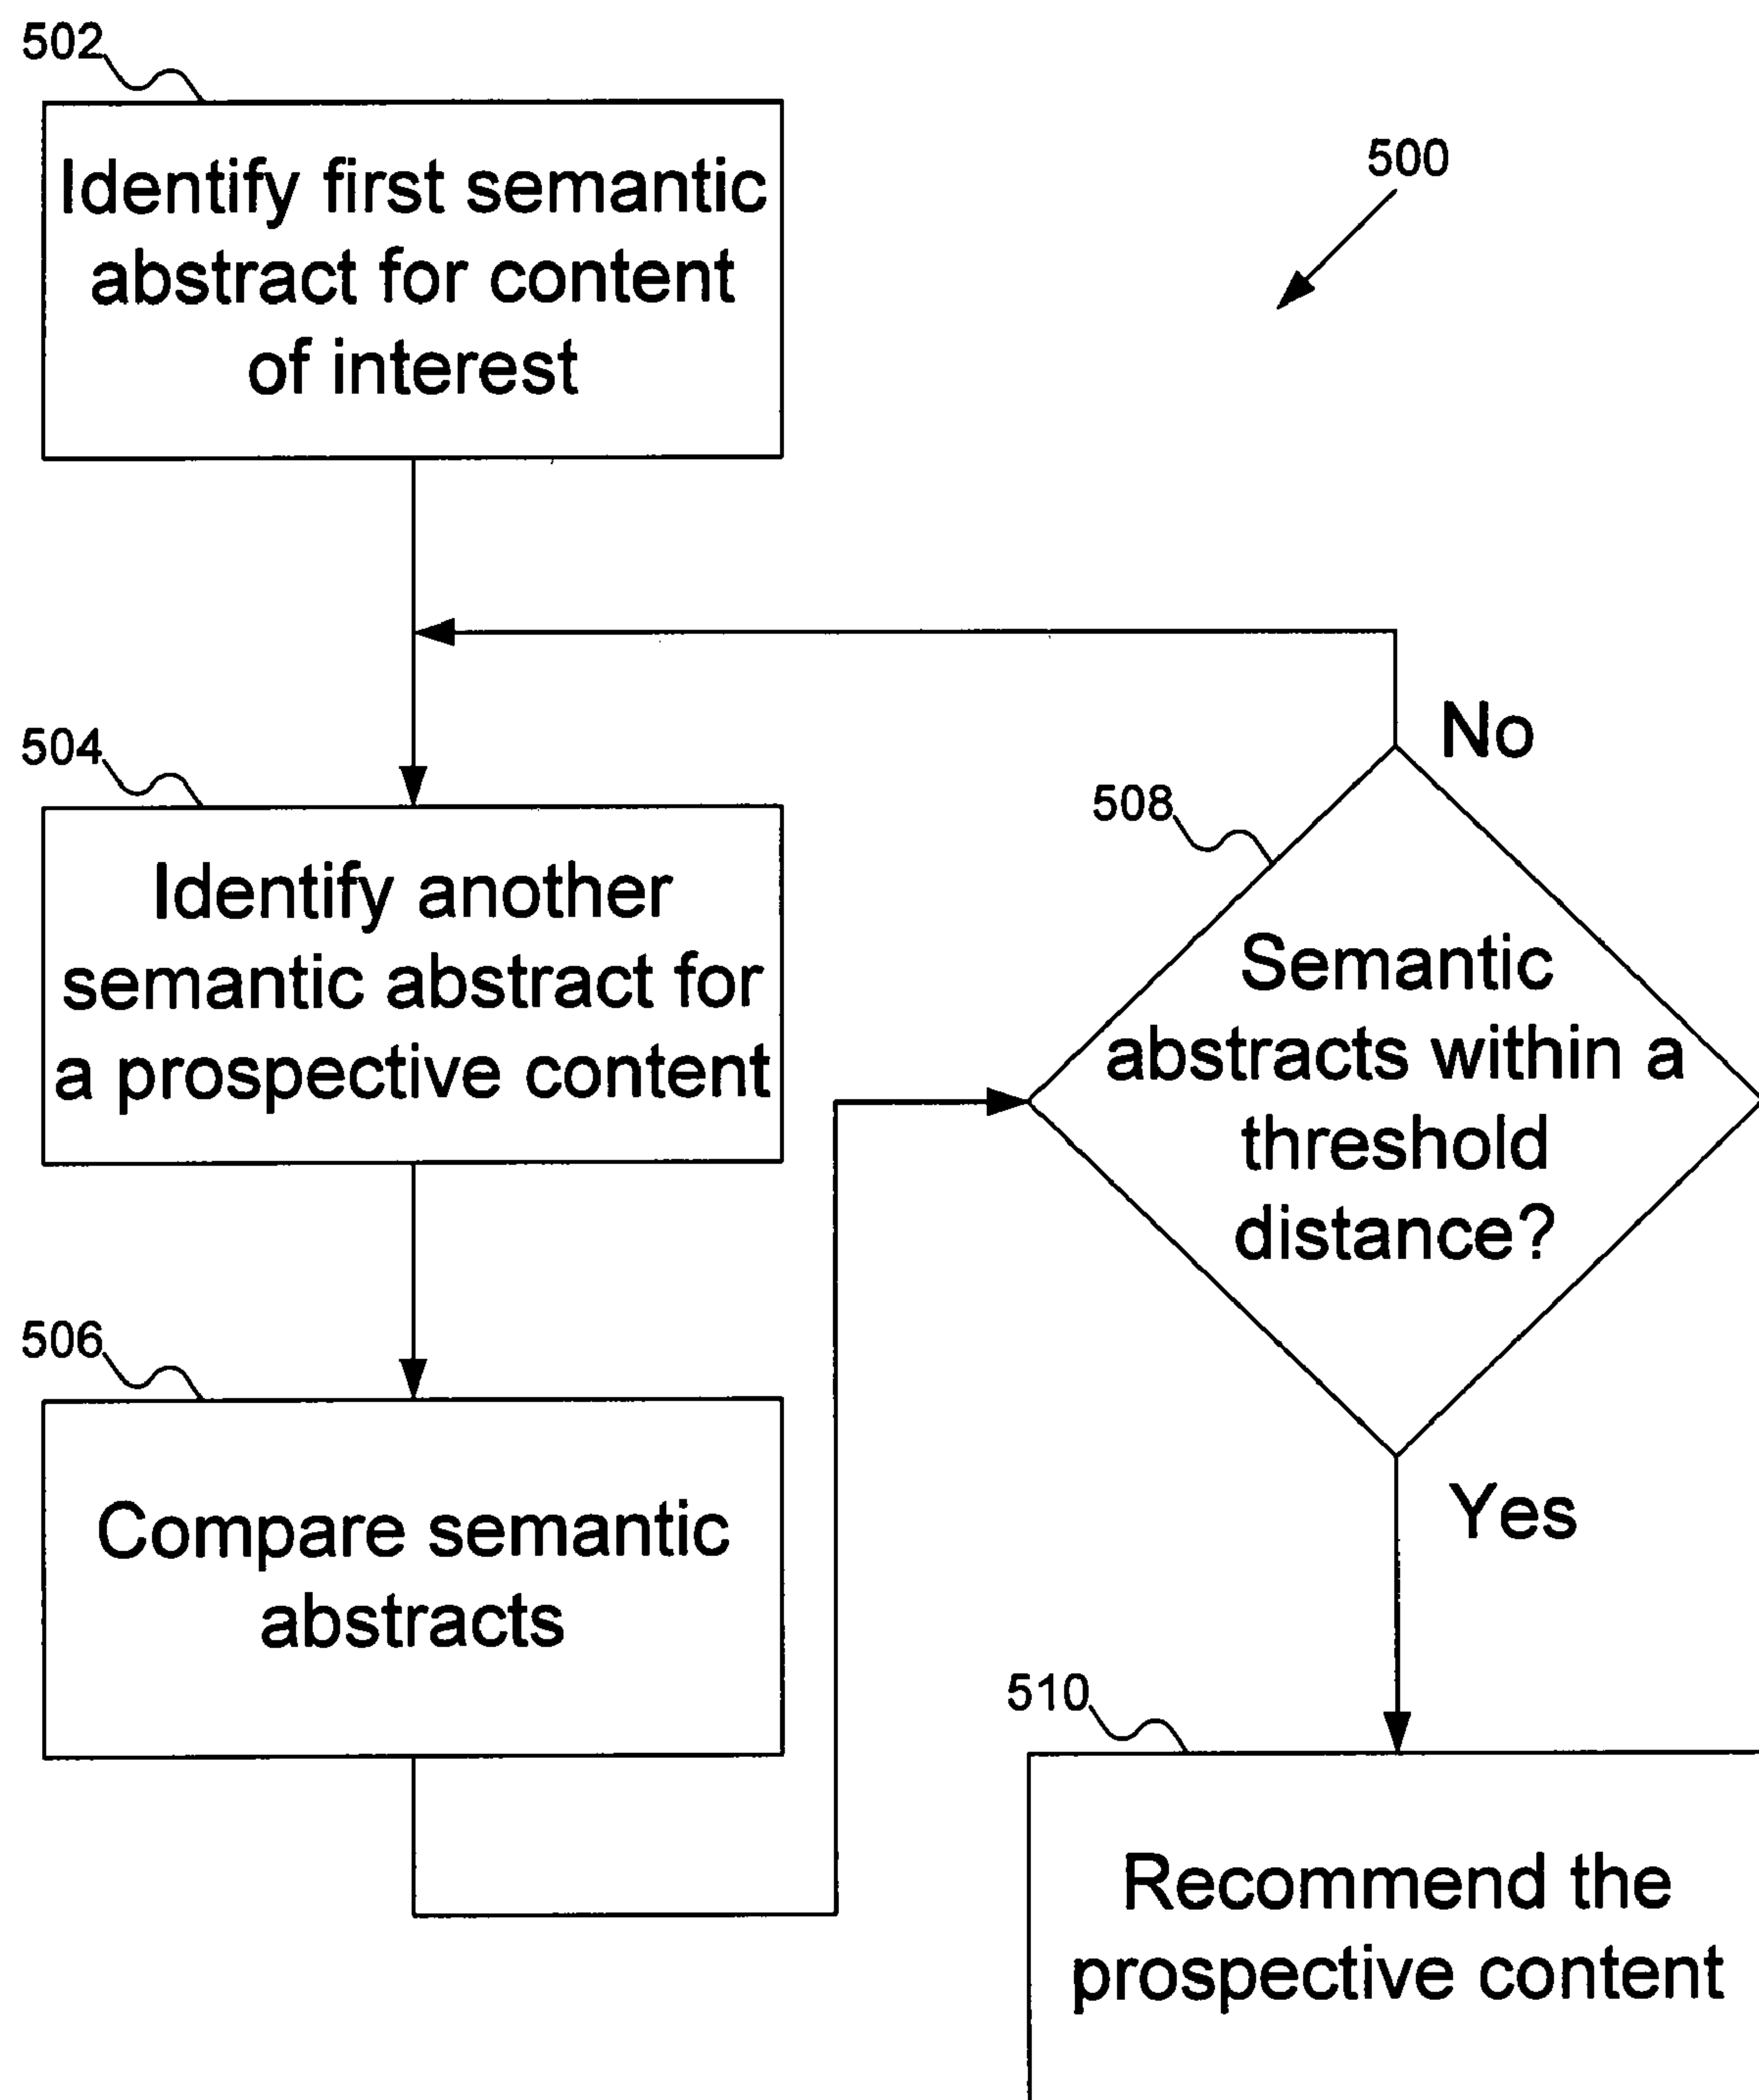 502
Identify first semantic
abstract for content
of interest
500
504
Identify another
semantic abstract for
a prospective content
506
Compare semantic
abstracts
No
508
Semantic
abstracts within a
threshold
distance?
Yes
510
Recommend the
prospective content